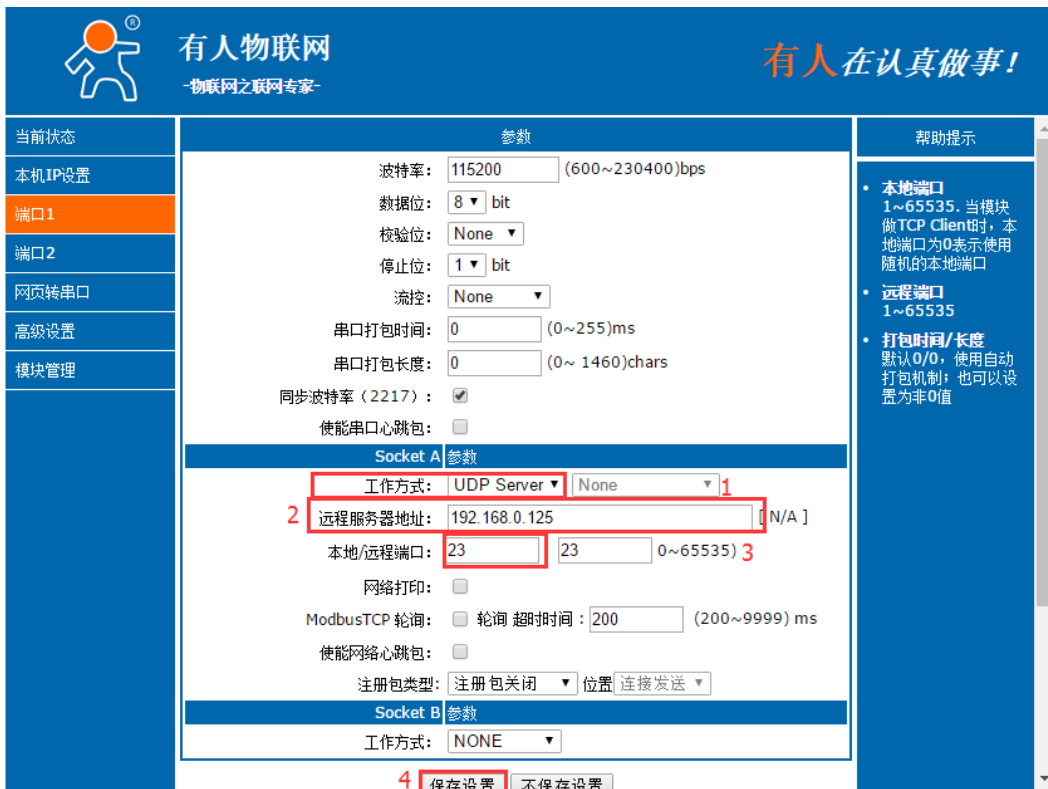 ®
有人物联网
-物联网之联网专家-
有人在认真做事!
当前状态
本机IP设置
端口1
端口2
网页转串口
高级设置
模块管理
参数
波特率: 115200 (600~230400)bps
数据位: 8 bit
校验位: None
停止位: 1 bit
流控: None
串口打包时间: 0 (0~255)ms
串口打包长度: 0 (0~ 1460)chars
同步波特率(2217):
使能串口心跳包:
Socket A 参数
工作方式: UDP Server None 1
2 远程服务器地址: 192.168.0.125 [ N/A ]
本地/远程端口: 23 23 0~65535) 3
网络打印:
ModbusTCP 轮询: 轮询 超时时间:200 (200~9999) ms
使能网络心跳包:
注册包类型: 注册包关闭 位置 连接发送
Socket B 参数
工作方式: NONE
4 保存设置 不保存设置
帮助提示
• 本地端口
1~65535. 当模块
做TCP Client时,本
地端口为0表示使用
随机的本地端口
• 远程端口
1~65535
• 打包时间/长度
默认0/0,使用自动
打包机制;也可以设
置为非0值